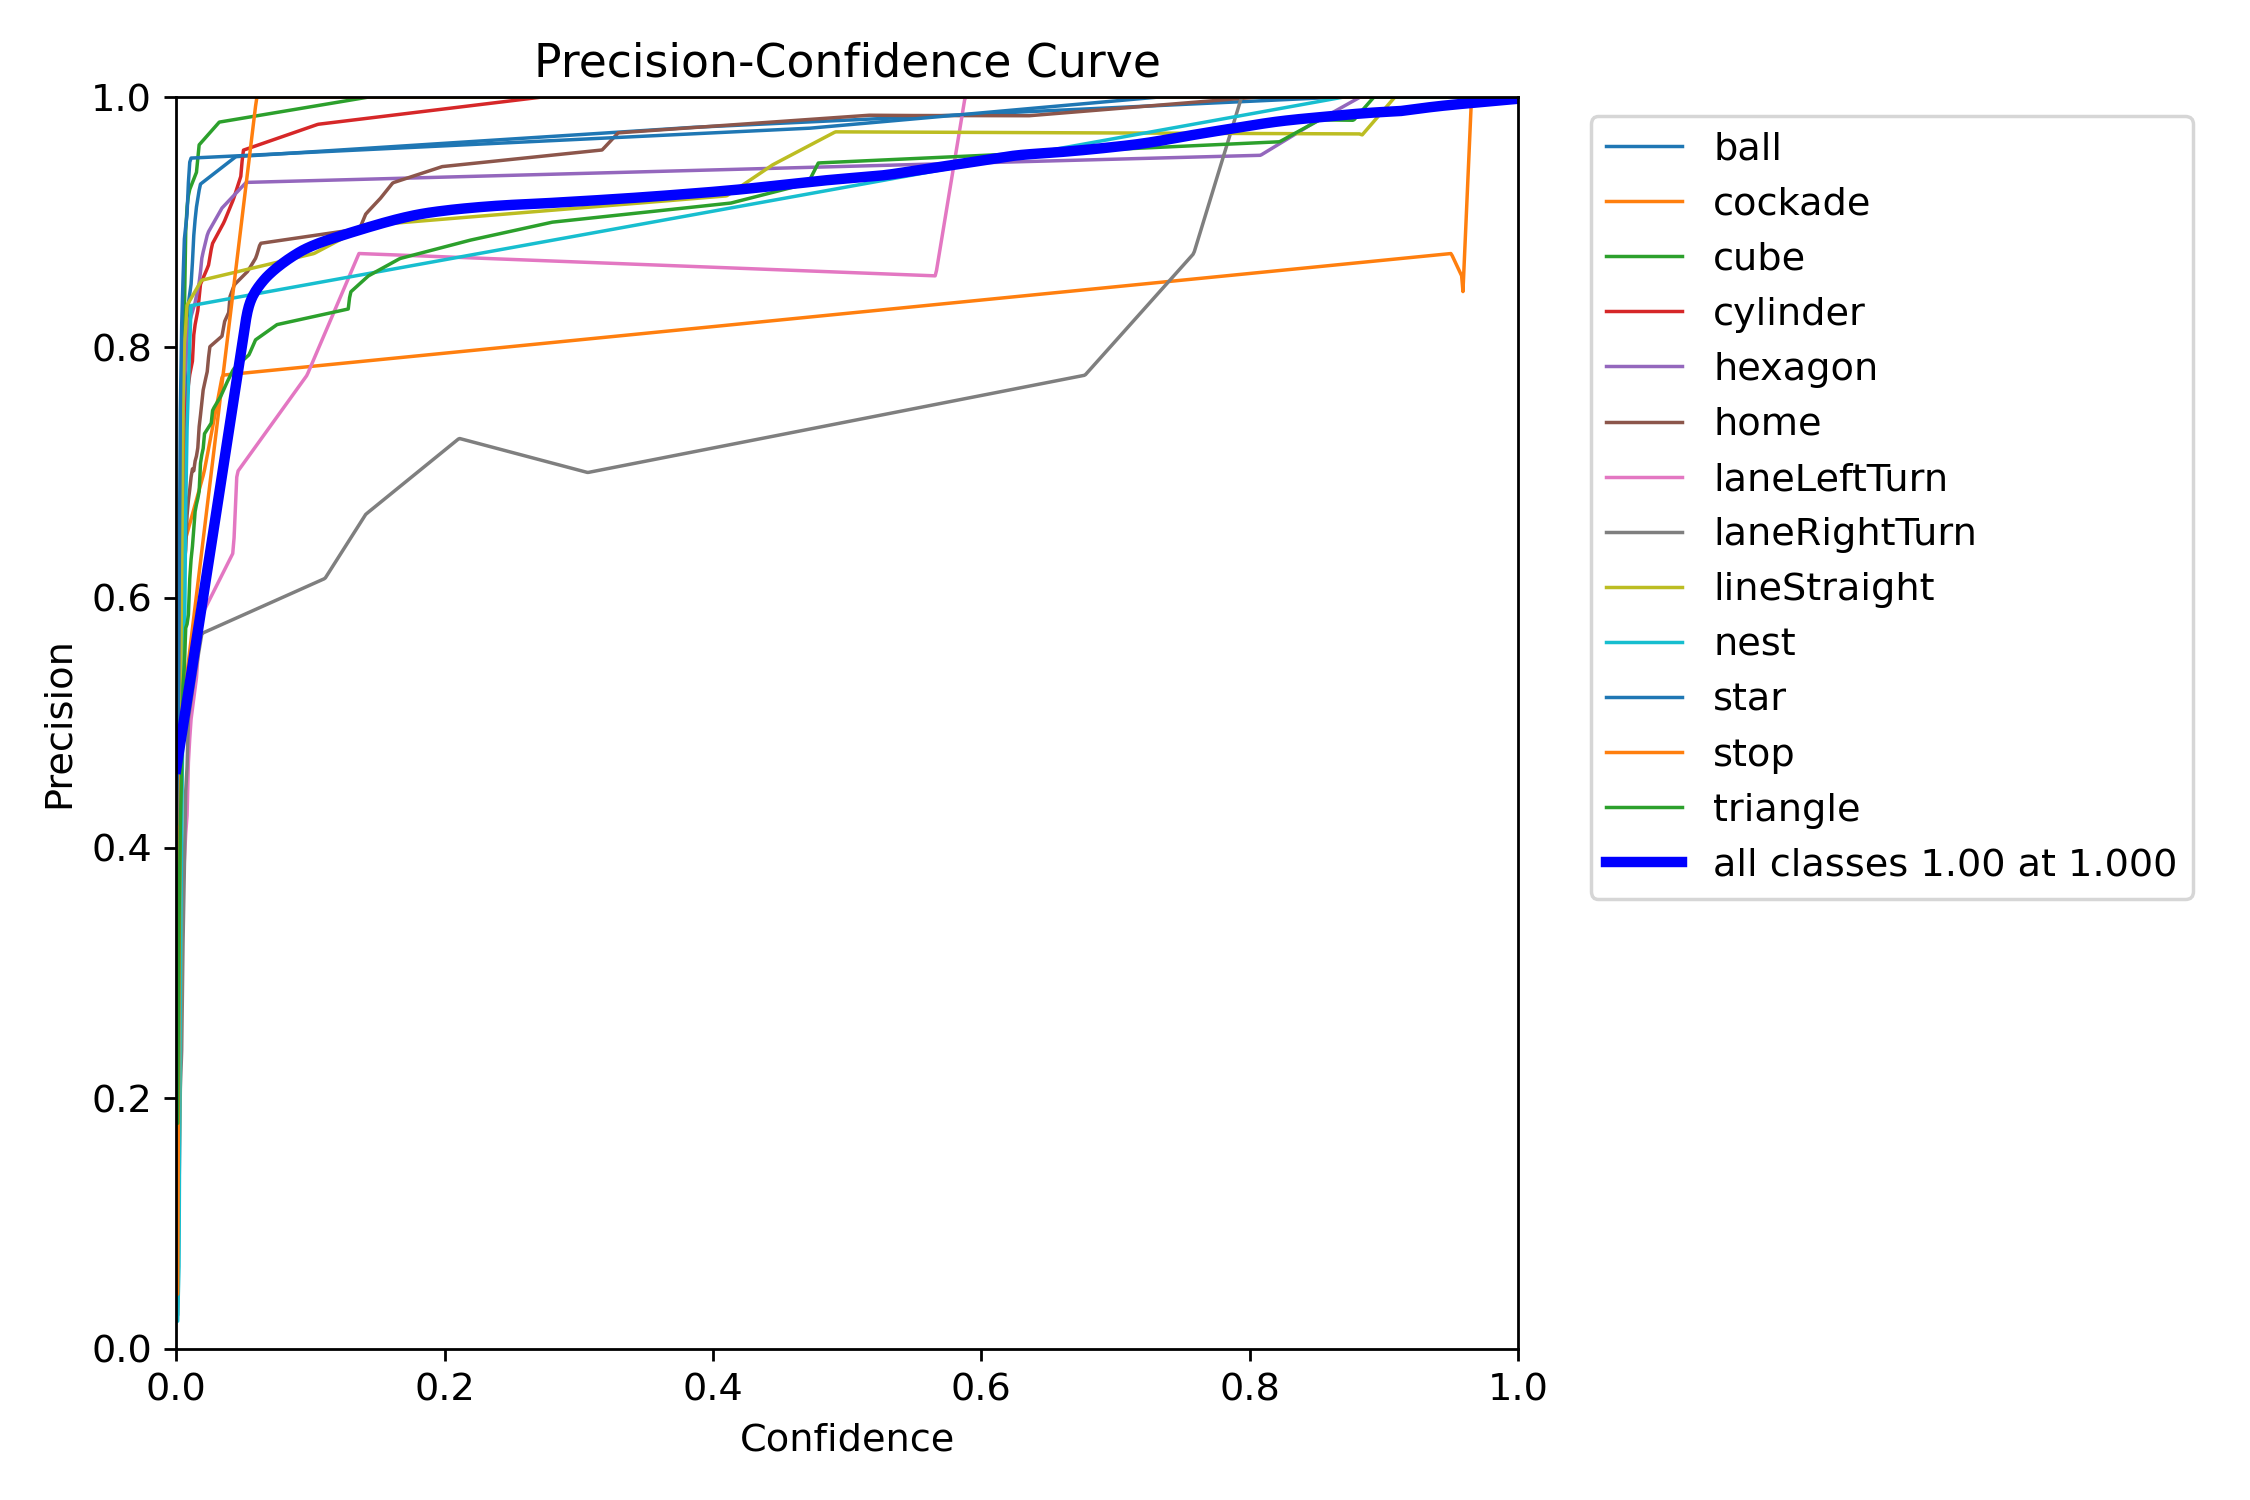 Precision-Confidence Curve
1.0
0.8
0.6
0.4
0.2
0.0
Precision
0.0 0.2 0.4 0.6 0.8 1.0
Confidence
ball
cockade
cube
cylinder
hexagon
home
laneLeftTurn
laneRightTurn
lineStraight
nest
star
stop
triangle
all classes 1.00 at 1.000